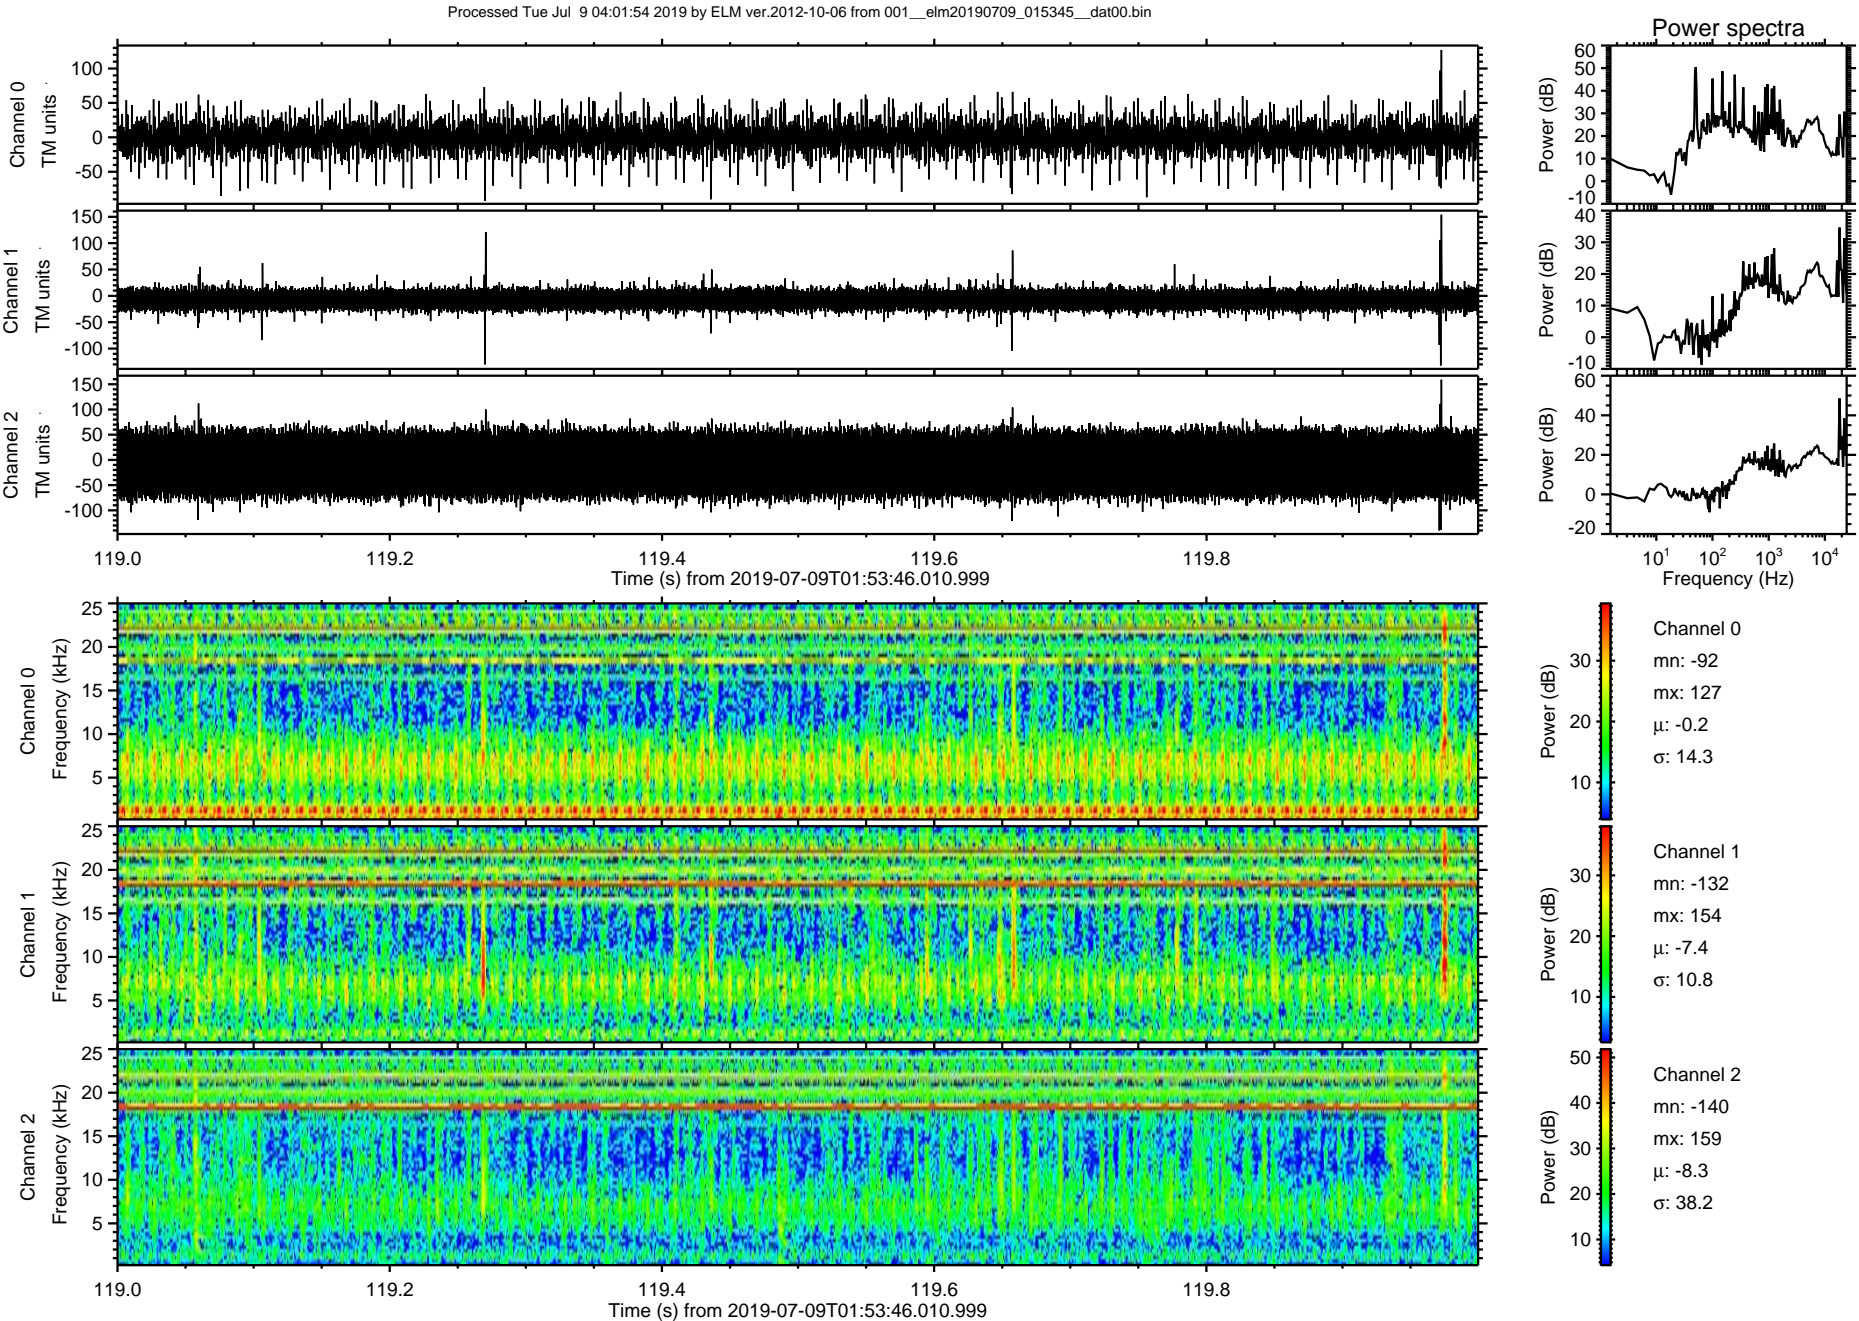 Processed Tue Jul 9 04:01:54 2019 by ELM ver.2012-10-06 from 001__elm20190709_015345__dat00.bin
Power spectra
Channel 0
TM units
100
50
0
-50
Power (dB)
60
50
40
30
20
10
0
-10
Channel 1
TM units
150
100
50
0
-50
-100
Power (dB)
40
30
20
10
0
-10
Channel 2
TM units
150
100
50
0
-50
-100
Power (dB)
60
40
20
0
-20
119.0 119.2 119.4 119.6 119.8
Time (s) from 2019-07-09T01:53:46.010.999
10^1 10^2 10^3 10^4
Frequency (Hz)
Channel 0
Frequency (kHz)
25
20
15
10
5
Power (dB)
30
20
10
Channel 0
mn: -92
mx: 127
μ: -0.2
σ: 14.3
Channel 1
Frequency (kHz)
25
20
15
10
5
Power (dB)
30
20
10
Channel 1
mn: -132
mx: 154
μ: -7.4
σ: 10.8
Channel 2
Frequency (kHz)
25
20
15
10
5
Power (dB)
50
40
30
20
10
Channel 2
mn: -140
mx: 159
μ: -8.3
σ: 38.2
119.0 119.2 119.4 119.6 119.8
Time (s) from 2019-07-09T01:53:46.010.999